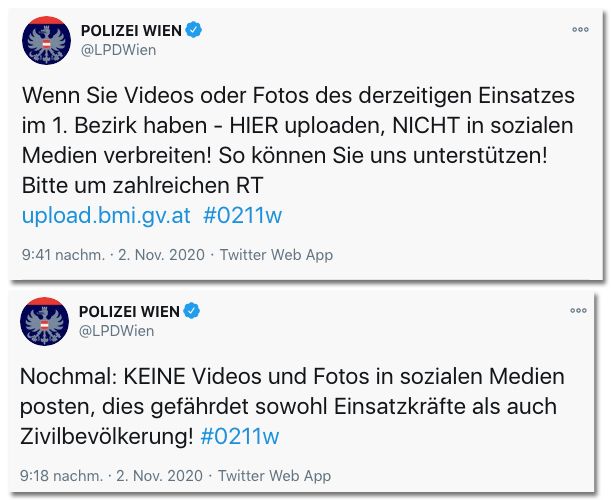 POLIZEI WIEN
@LPDWien
Wenn Sie Videos oder Fotos des derzeitigen Einsatzes
im 1. Bezirk haben - HIER uploaden, NICHT in sozialen
Medien verbreiten! So können Sie uns unterstützen!
Bitte um zahlreichen RT
upload.bmi.gv.at #0211w
9:41 nachm. · 2. Nov. 2020 · Twitter Web App
POLIZEI WIEN
@LPDWien
Nochmal: KEINE Videos und Fotos in sozialen Medien
posten, dies gefährdet sowohl Einsatzkräfte als auch
Zivilbevölkerung! #0211w
9:18 nachm. · 2. Nov. 2020 · Twitter Web App